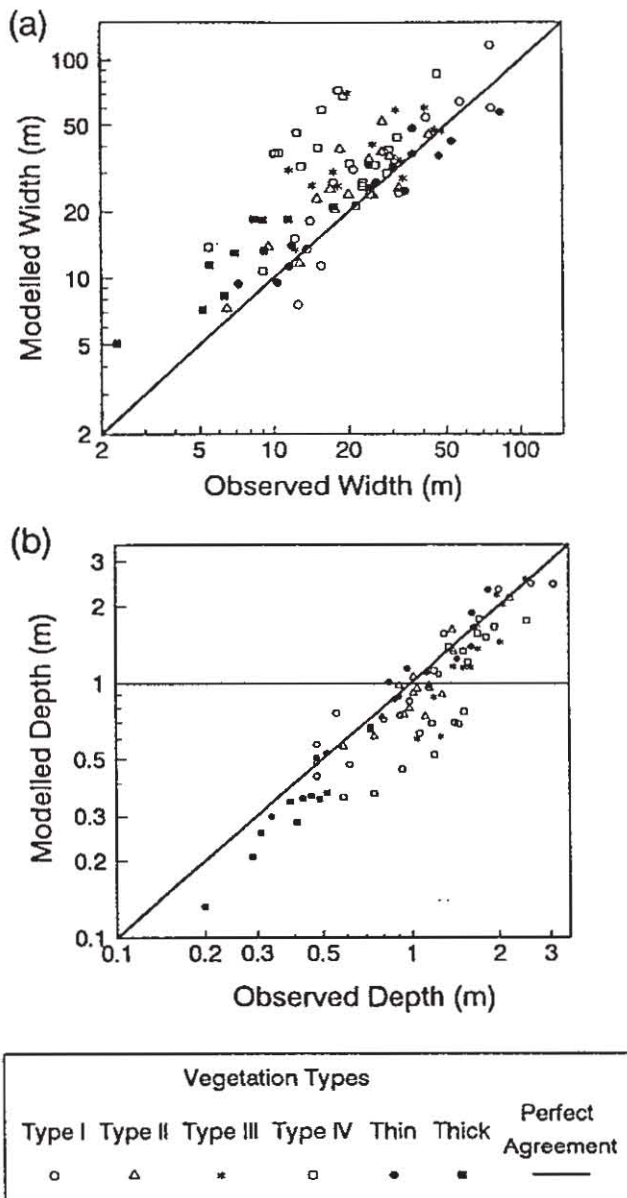 (a)
100
50
20
10
5
2
2 5 10 20 50 100
Modelled Width (m)
Observed Width (m)
(b)
3
2
1
0.5
0.3
0.2
0.1
0.1 0.2 0.3 0.5 1 2 3
Modelled Depth (m)
Observed Depth (m)
Vegetation Types
Type I Type II Type III Type IV Thin Thick Perfect Agreement